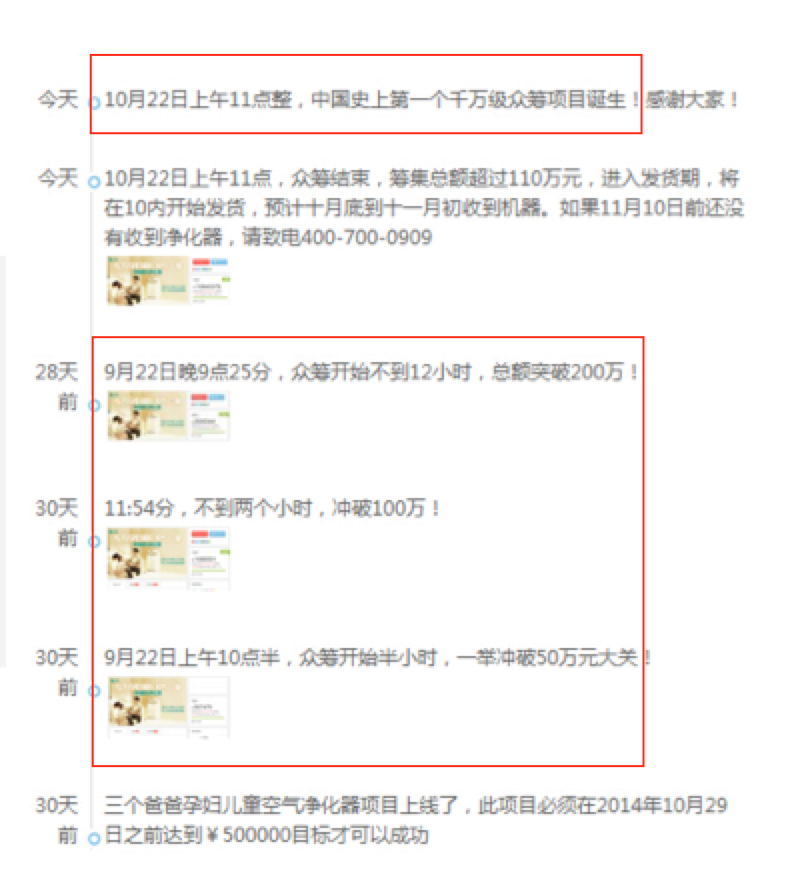 今天 10月22日上午11点整，中国史上第一个千万级众筹项目诞生！感谢大家！
今天 10月22日上午11点，众筹结束，筹集总额超过110万元，进入发货期，将
在10内开始发货，预计十月底到十一月初收到机器。如果11月10日前还没
有收到净化器，请致电400-700-0909
28天 9月22日晚9点25分，众筹开始不到12小时，总额突破200万！
前
30天 11:54分，不到两个小时，冲破100万！
前
30天 9月22日上午10点半，众筹开始半小时，一举冲破50万元大关！
前
30天 三个爸爸孕妇儿童空气净化器项目上线了，此项目必须在2014年10月29
前 日之前达到￥500000目标才可以成功